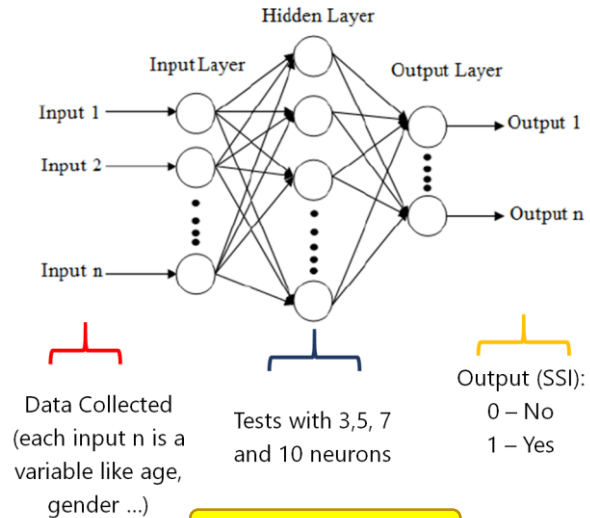 Hidden Layer
Input Layer
Output Layer
Input 1
Output 1
Input 2
Output n
Input n
Data Collected
(each input n is a
variable like age,
gender ...)
Tests with 3,5, 7
and 10 neurons
Output (SSI):
0 – No
1 – Yes